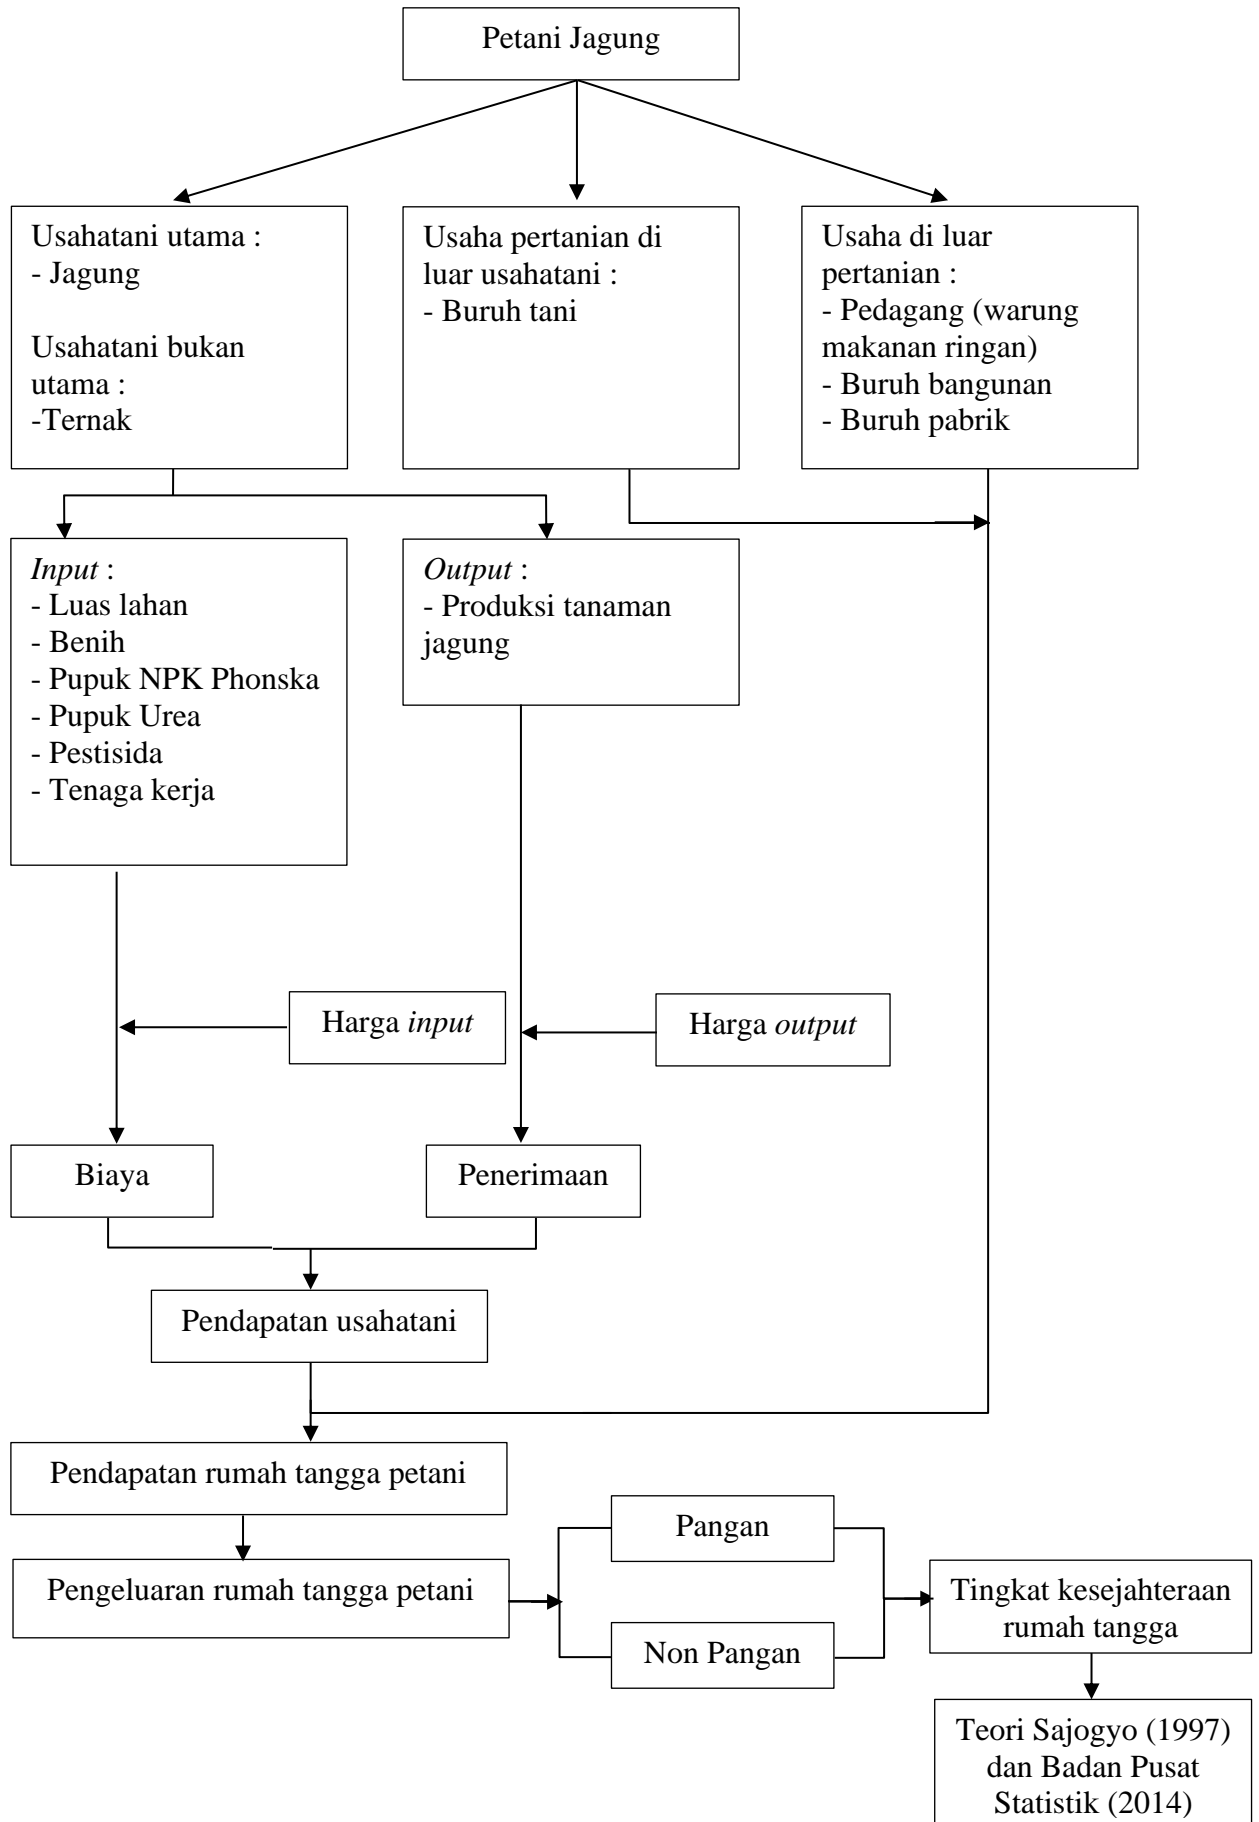 Petani Jagung
Usahatani utama :
- Jagung
Usahatani bukan
utama :
-Ternak
Usaha pertanian di
luar usahatani :
- Buruh tani
Usaha di luar
pertanian :
- Pedagang (warung
makanan ringan)
- Buruh bangunan
- Buruh pabrik
Input :
- Luas lahan
- Benih
- Pupuk NPK Phonska
- Pupuk Urea
- Pestisida
- Tenaga kerja
Output :
- Produksi tanaman
jagung
Harga input
Harga output
Biaya
Penerimaan
Pendapatan usahatani
Pendapatan rumah tangga petani
Pengeluaran rumah tangga petani
Pangan
Non Pangan
Tingkat kesejahteraan
rumah tangga
Teori Sajogyo (1997)
dan Badan Pusat
Statistik (2014)